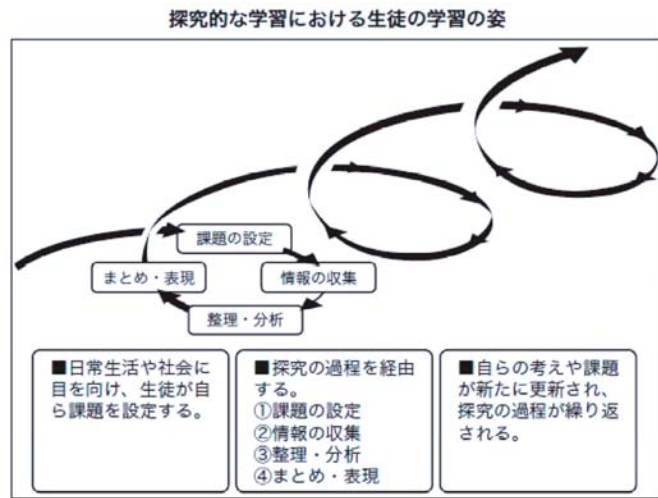 探究的な学習における生徒の学習の姿
課題の設定
まとめ・表現
情報の収集
整理・分析
■日常生活や社会に
目を向け、生徒が自
ら課題を設定する。
■探究の過程を経由
する。
①課題の設定
②情報の収集
③整理・分析
④まとめ・表現
■自らの考えや課題
が新たに更新され、
探究の過程が繰り返
される。